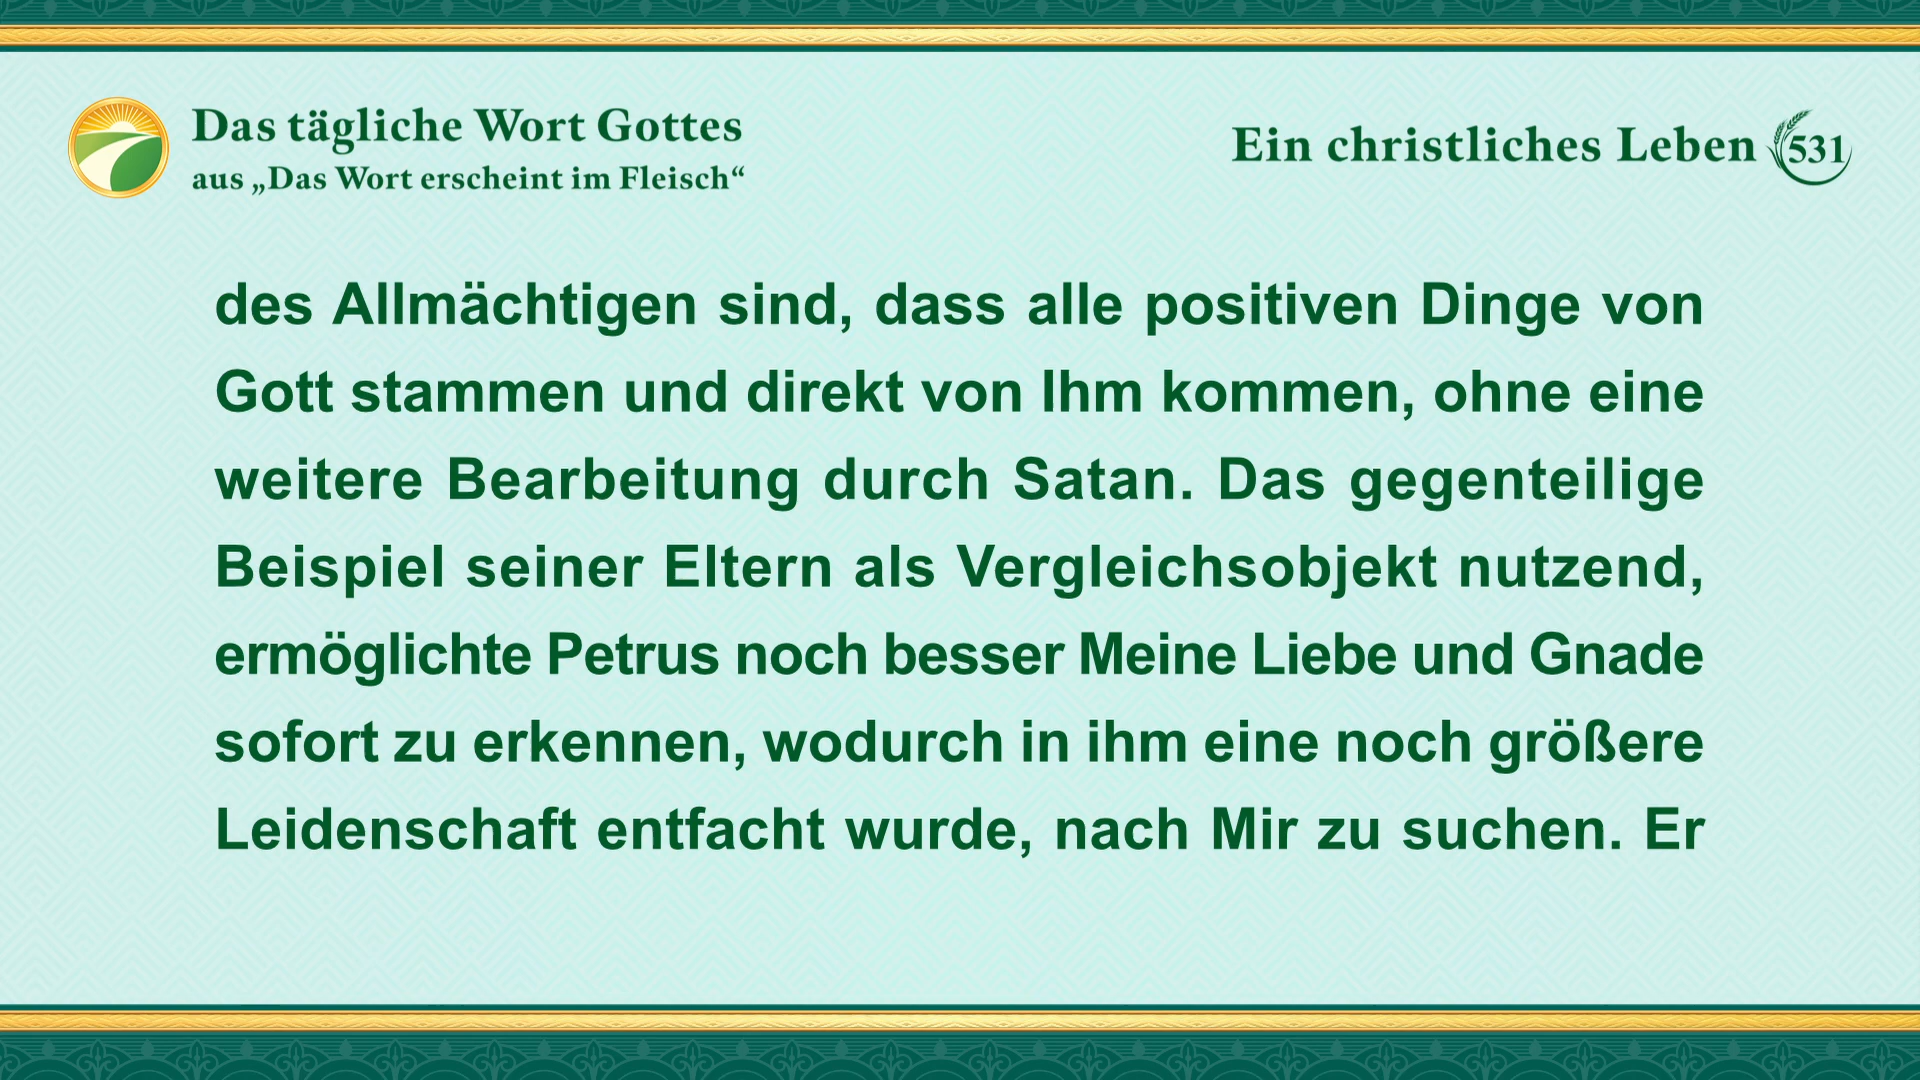 Das tägliche Wort Gottes
aus „Das Wort erscheint im Fleisch“
Ein christliches Leben 531
des Allmächtigen sind, dass alle positiven Dinge von
Gott stammen und direkt von Ihm kommen, ohne eine
weitere Bearbeitung durch Satan. Das gegenteilige
Beispiel seiner Eltern als Vergleichsobjekt nutzend,
ermöglichte Petrus noch besser Meine Liebe und Gnade
sofort zu erkennen, wodurch in ihm eine noch größere
Leidenschaft entfacht wurde, nach Mir zu suchen. Er